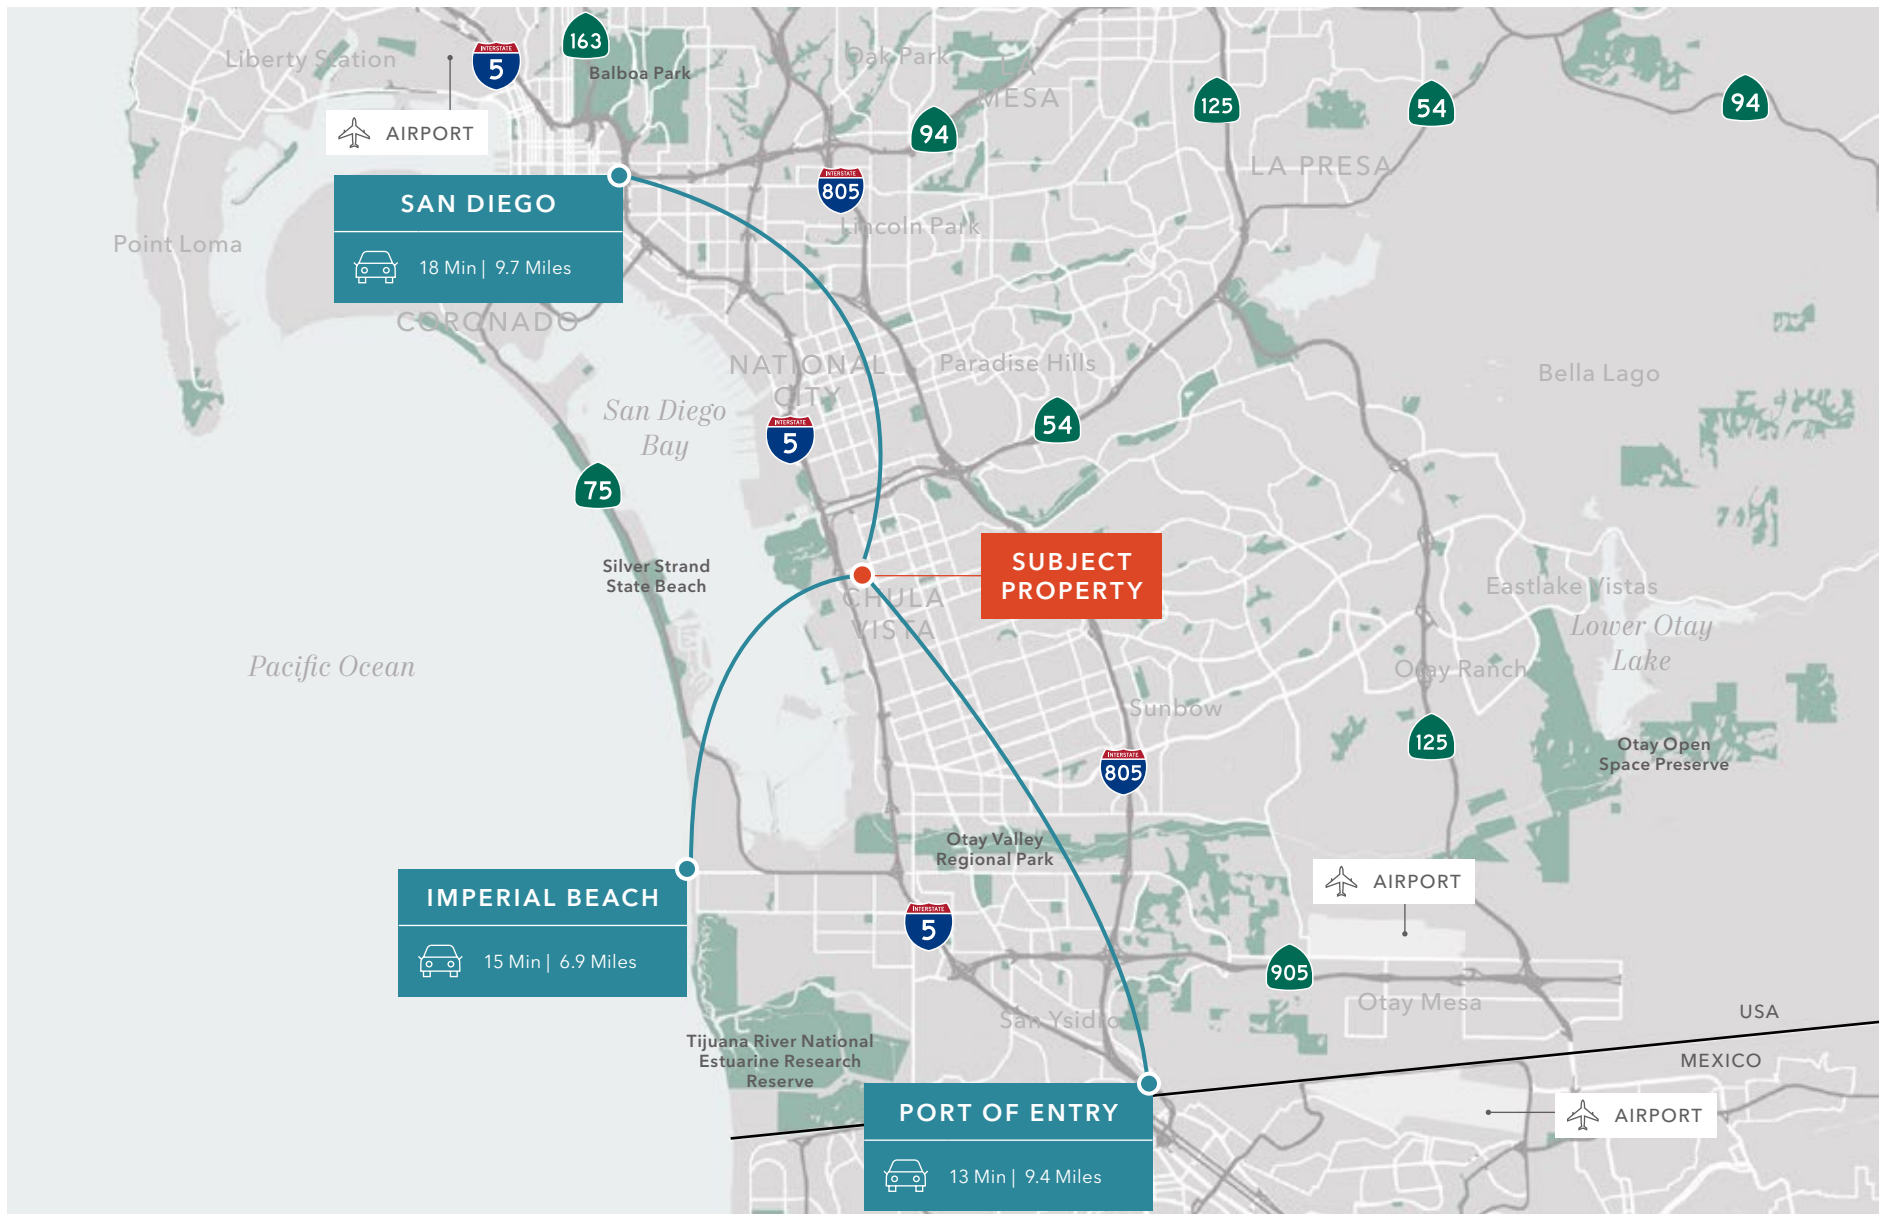 Liberty Station
INTERSTATE
5
163
Balboa Park
Oak Park
LA
MESA
125
54
94
94
AIRPORT
LA PRESA
INTERSTATE
805
SAN DIEGO
18 Min | 9.7 Miles
Lincoln Park
Point Loma
CORONADO
NATIONAL
CITY
Paradise Hills
Bella Lago
San Diego
Bay
INTERSTATE
5
54
75
SUBJECT
PROPERTY
Silver Strand
State Beach
CHULA
VISTA
Eastlake Vistas
Lower Otay
Lake
Pacific Ocean
Otay Ranch
Sunbow
125
Otay Open
Space Preserve
INTERSTATE
805
Otay Valley
Regional Park
AIRPORT
IMPERIAL BEACH
15 Min | 6.9 Miles
INTERSTATE
5
905
Otay Mesa
San Ysidro
USA
MEXICO
Tijuana River National
Estuarine Research
Reserve
PORT OF ENTRY
13 Min | 9.4 Miles
AIRPORT